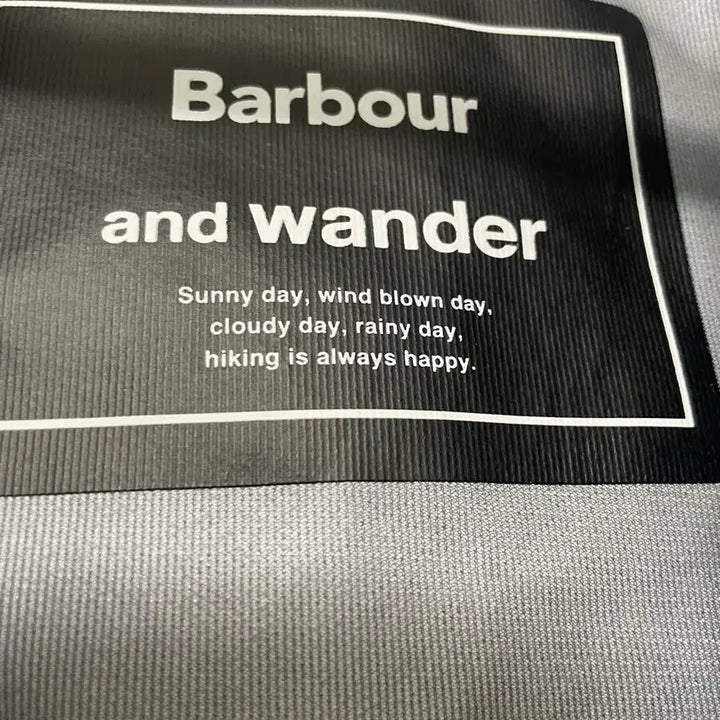 Barbour
and wander
Sunny day, wind blown day,
cloudy day, rainy day,
hiking is always happy.